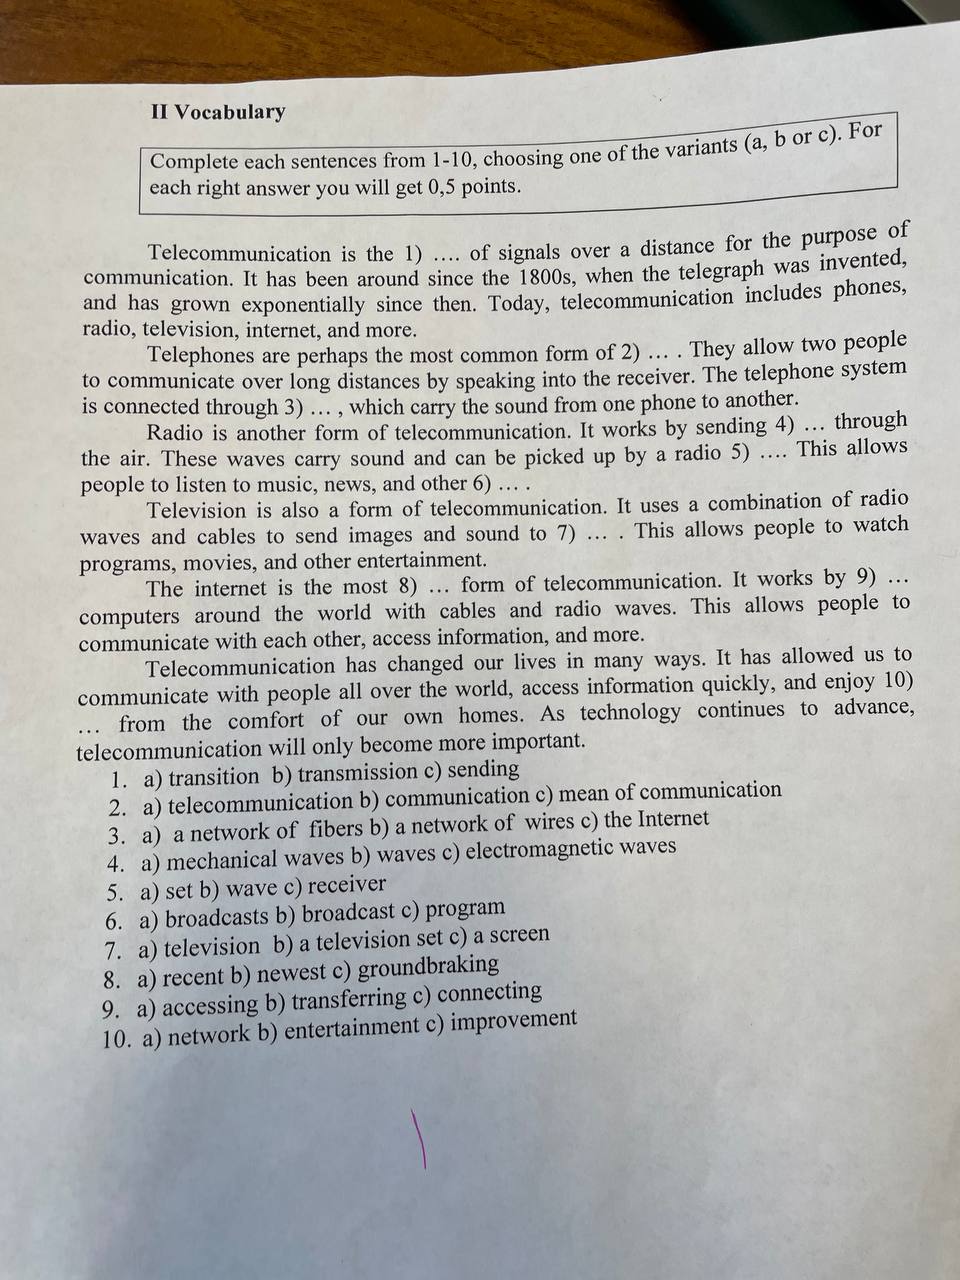 II Vocabulary
Complete each sentences from 1-10, choosing one of the variants (a, b or c). For
each right answer you will get 0,5 points.
Telecommunication is the 1) .... of signals over a distance for the purpose of
communication. It has been around since the 1800s, when the telegraph was invented,
and has grown exponentially since then. Today, telecommunication includes phones,
radio, television, internet, and more.
Telephones are perhaps the most common form of 2) ... . They allow two people
to communicate over long distances by speaking into the receiver. The telephone system
is connected through 3) ... , which carry the sound from one phone to another.
Radio is another form of telecommunication. It works by sending 4) ... through
the air. These waves carry sound and can be picked up by a radio 5) .... This allows
people to listen to music, news, and other 6) ... .
Television is also a form of telecommunication. It uses a combination of radio
waves and cables to send images and sound to 7) ... . This allows people to watch
programs, movies, and other entertainment.
The internet is the most 8) ... form of telecommunication. It works by 9) ...
computers around the world with cables and radio waves. This allows people to
communicate with each other, access information, and more.
Telecommunication has changed our lives in many ways. It has allowed us to
communicate with people all over the world, access information quickly, and enjoy 10)
... from the comfort of our own homes. As technology continues to advance,
telecommunication will only become more important.
1. a) transition b) transmission c) sending
2. a) telecommunication b) communication c) mean of communication
3. a) a network of fibers b) a network of wires c) the Internet
4. a) mechanical waves b) waves c) electromagnetic waves
5. a) set b) wave c) receiver
6. a) broadcasts b) broadcast c) program
7. a) television b) a television set c) a screen
8. a) recent b) newest c) groundbraking
9. a) accessing b) transferring c) connecting
10. a) network b) entertainment c) improvement